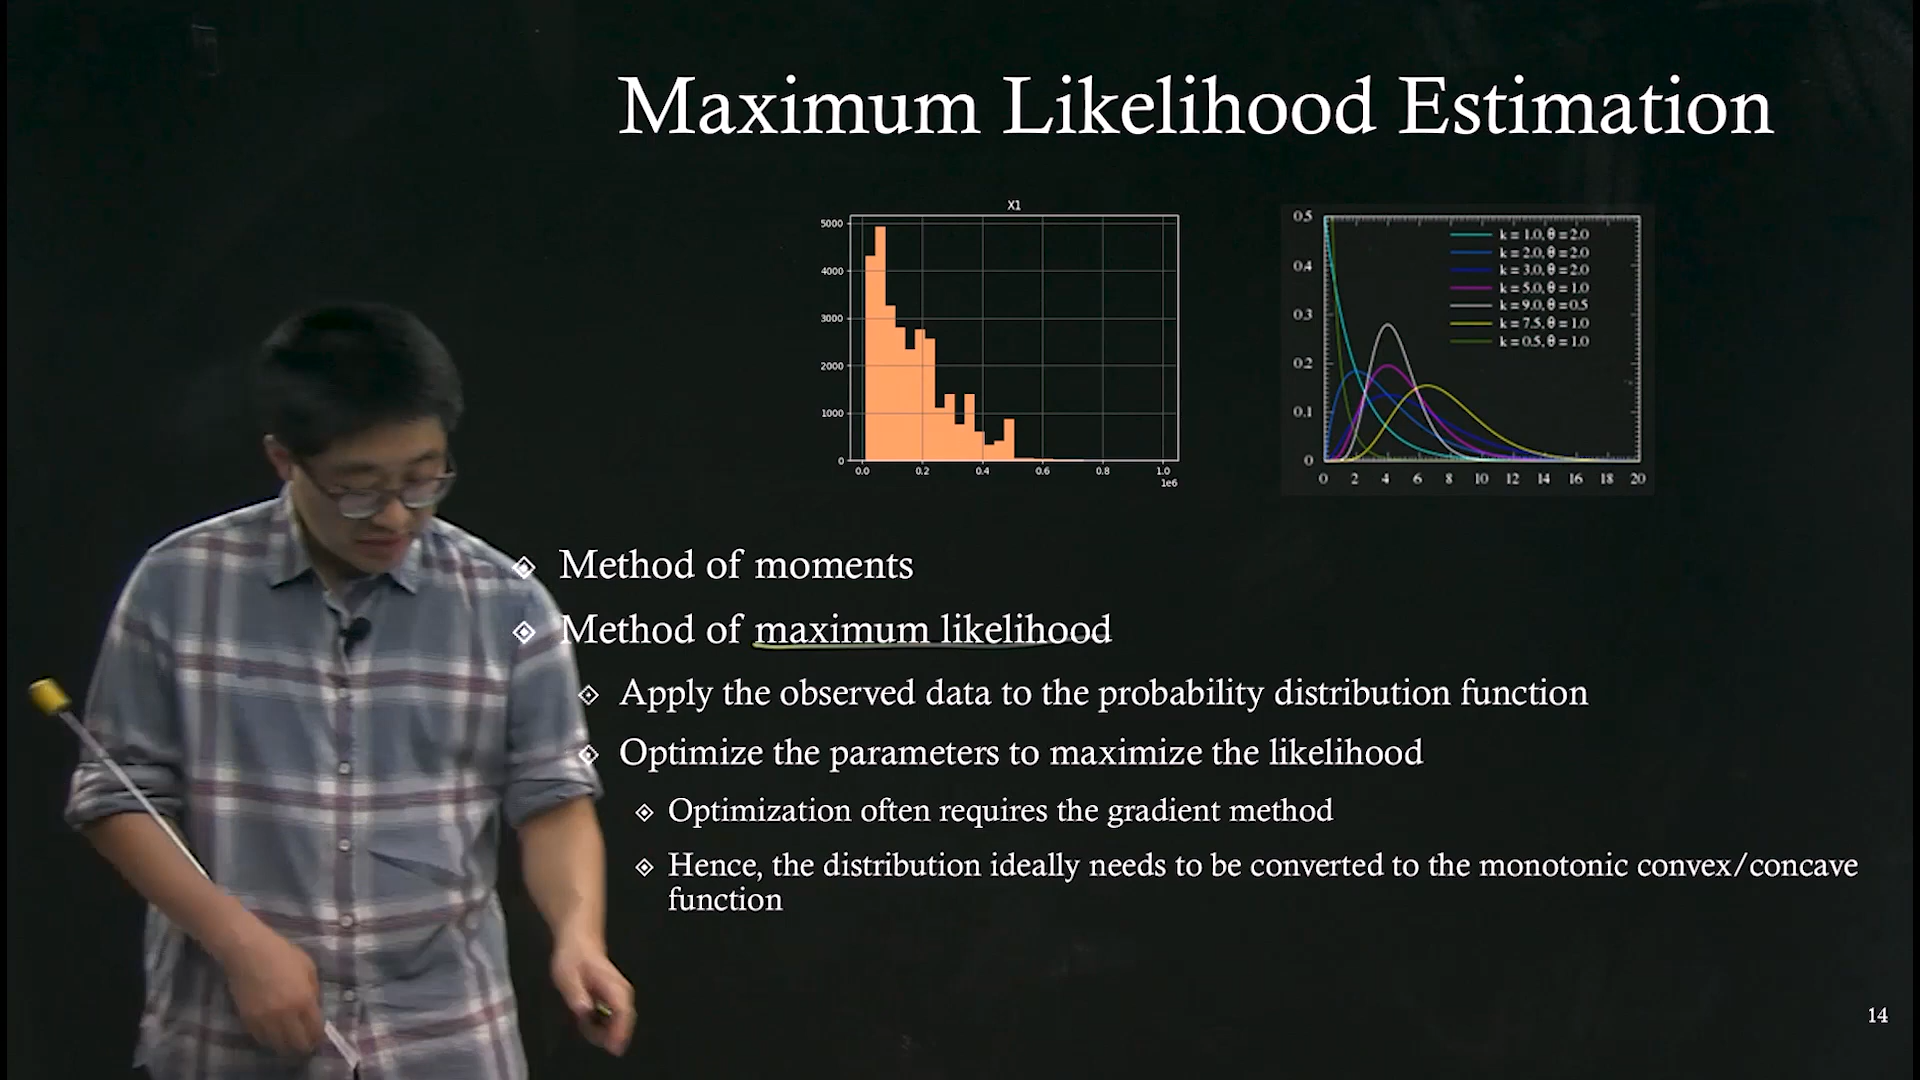 Maximum Likelihood Estimation
X1
5000
4000
3000
2000
1000
0
0.0 0.2 0.4 0.6 0.8 1.0
1e6
0.5
0.4
0.3
0.2
0.1
0
k = 1.0, θ = 2.0
k = 2.0, θ = 2.0
k = 3.0, θ = 2.0
k = 5.0, θ = 1.0
k = 9.0, θ = 0.5
k = 7.5, θ = 1.0
k = 0.5, θ = 1.0
0 2 4 6 8 10 12 14 16 18 20
Method of moments
Method of maximum likelihood
Apply the observed data to the probability distribution function
Optimize the parameters to maximize the likelihood
Optimization often requires the gradient method
Hence, the distribution ideally needs to be converted to the monotonic convex/concave
function
14